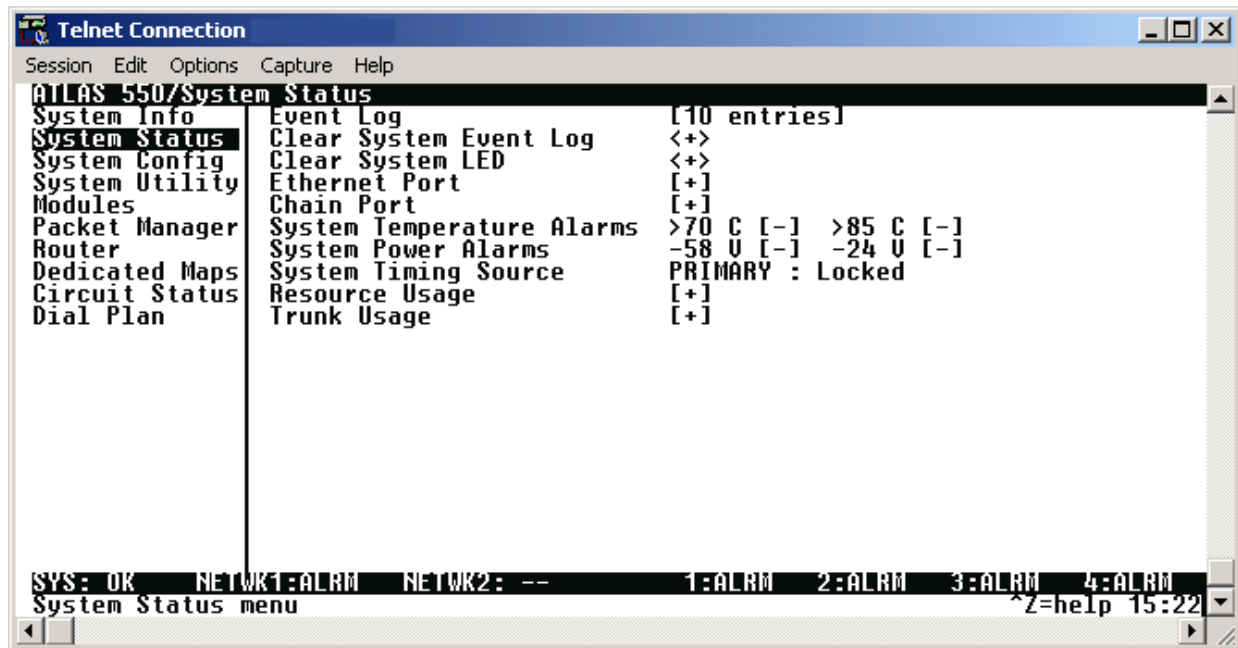 Telnet Connection
Session Edit Options Capture Help
ATLAS 550/System Status
System Info Event Log [10 entries]
System Status Clear System Event Log <+>
System Config Clear System LED <+>
System Utility Ethernet Port [+]
Modules Chain Port [+]
Packet Manager System Temperature Alarms >70 C [-] >85 C [-]
Router System Power Alarms -58 V [-] -24 V [-]
Dedicated Maps System Timing Source PRIMARY : Locked
Circuit Status Resource Usage [+]
Dial Plan Trunk Usage [+]
SYS: OK NETWK1:ALRM NETWK2: -- 1:ALRM 2:ALRM 3:ALRM 4:ALRM
System Status menu ^Z=help 15:22